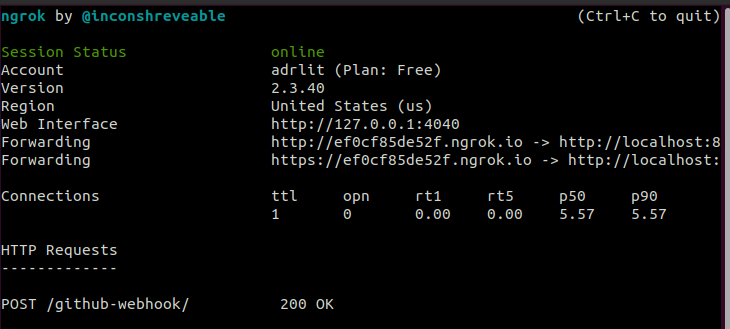 ngrok by @inconshreveable (Ctrl+C to quit)
Session Status online
Account adrlit (Plan: Free)
Version 2.3.40
Region United States (us)
Web Interface http://127.0.0.1:4040
Forwarding http://ef0cf85de52f.ngrok.io -> http://localhost:8
Forwarding https://ef0cf85de52f.ngrok.io -> http://localhost:
Connections ttl opn rt1 rt5 p50 p90
1 0 0.00 0.00 5.57 5.57
HTTP Requests
-------------
POST /github-webhook/ 200 OK